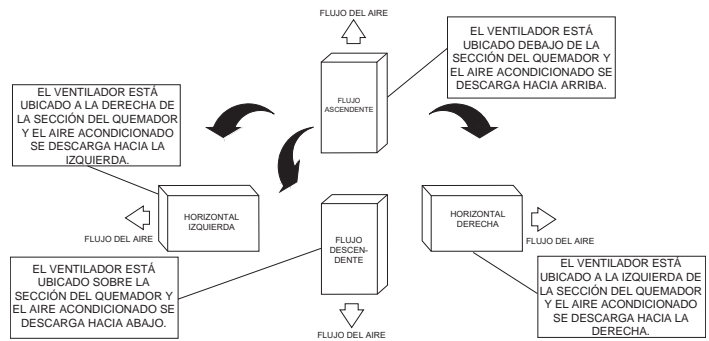 FLUJO DEL AIRE
EL VENTILADOR ESTÁ
UBICADO DEBAJO DE LA
SECCIÓN DEL QUEMADOR Y
EL AIRE ACONDICIONADO SE
DESCARGA HACIA ARRIBA.
FLUJO
ASCENDENTE
EL VENTILADOR ESTÁ
UBICADO A LA DERECHA DE
LA SECCIÓN DEL QUEMADOR
Y EL AIRE ACONDICIONADO
SE DESCARGA HACIA LA
IZQUIERDA.
HORIZONTAL
IZQUIERDA
FLUJO DEL AIRE
FLUJO
DESCEN-
DENTE
HORIZONTAL
DERECHA
FLUJO DEL AIRE
EL VENTILADOR ESTÁ
UBICADO SOBRE LA
SECCIÓN DEL QUEMADOR Y
EL AIRE ACONDICIONADO SE
DESCARGA HACIA ABAJO.
FLUJO DEL AIRE
EL VENTILADOR ESTÁ
UBICADO A LA IZQUIERDA DE
LA SECCIÓN DEL QUEMADOR
Y EL AIRE ACONDICIONADO
SE DESCARGA HACIA LA
DERECHA.